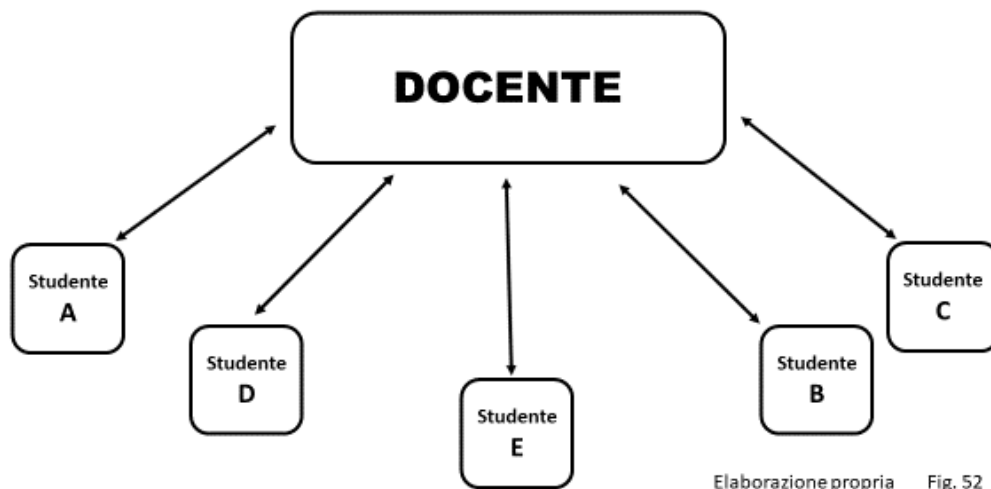 DOCENTE
Studente
A
Studente
D
Studente
E
Studente
B
Studente
C
Elaborazione propria Fig. 52